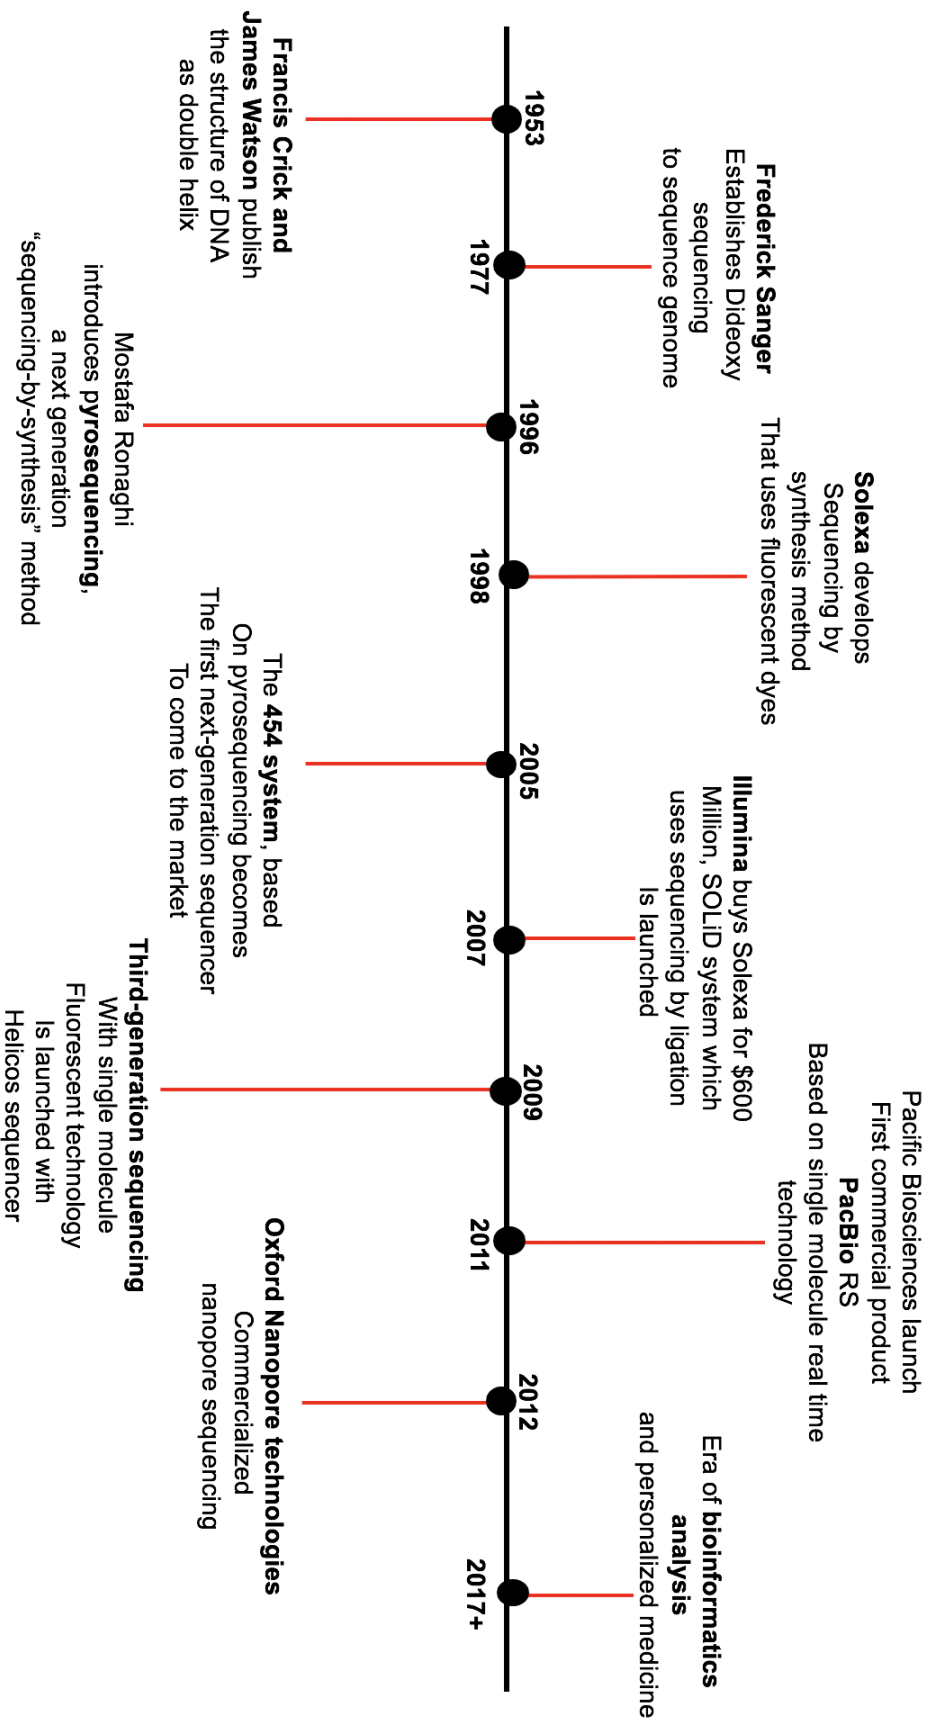 1953
Francis Crick and
James Watson publish
the structure of DNA
as double helix
Frederick Sanger
Establishes Dideoxy
sequencing
to sequence genome
1977
1996
Mostafa Ronaghi
introduces pyrosequencing,
a next generation
“sequencing-by-synthesis” method
Solexa develops
Sequencing by
synthesis method
That uses fluorescent dyes
1998
2005
The 454 system, based
On pyrosequencing becomes
The first next-generation sequencer
To come to the market
Illumina buys Solexa for $600
Million, SOLiD system which
uses sequencing by ligation
Is launched
2007
2009
Third-generation sequencing
With single molecule
Fluorescent technology
Is launched with
Helicos sequencer
Pacific Biosciences launch
First commercial product
PacBio RS
Based on single molecule real time
technology
2011
2012
Oxford Nanopore technologies
Commercialized
nanopore sequencing
Era of bioinformatics
analysis
and personalized medicine
2017+